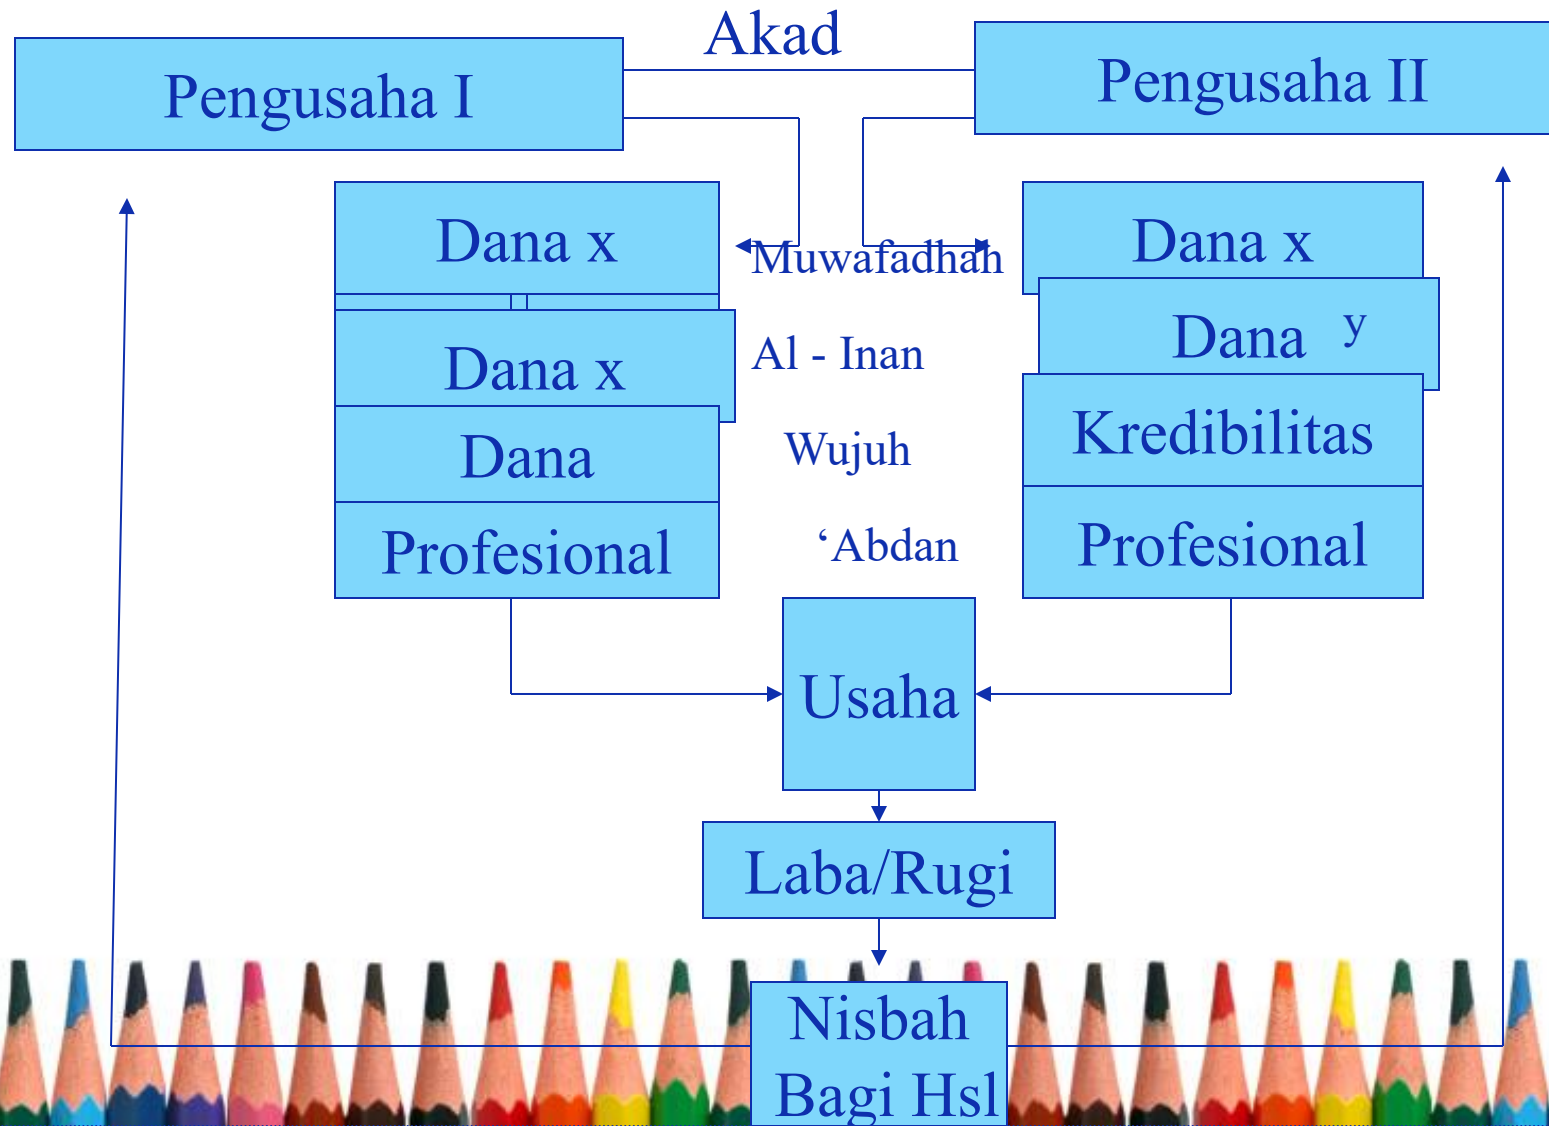 Akad
Pengusaha I
Pengusaha II
Dana x
Muwafadhah
Dana x
Dana x
Al - Inan
Dana y
Dana
Wujuh
Kredibilitas
Profesional
‘Abdan
Profesional
Usaha
Laba/Rugi
Nisbah
Bagi Hsl